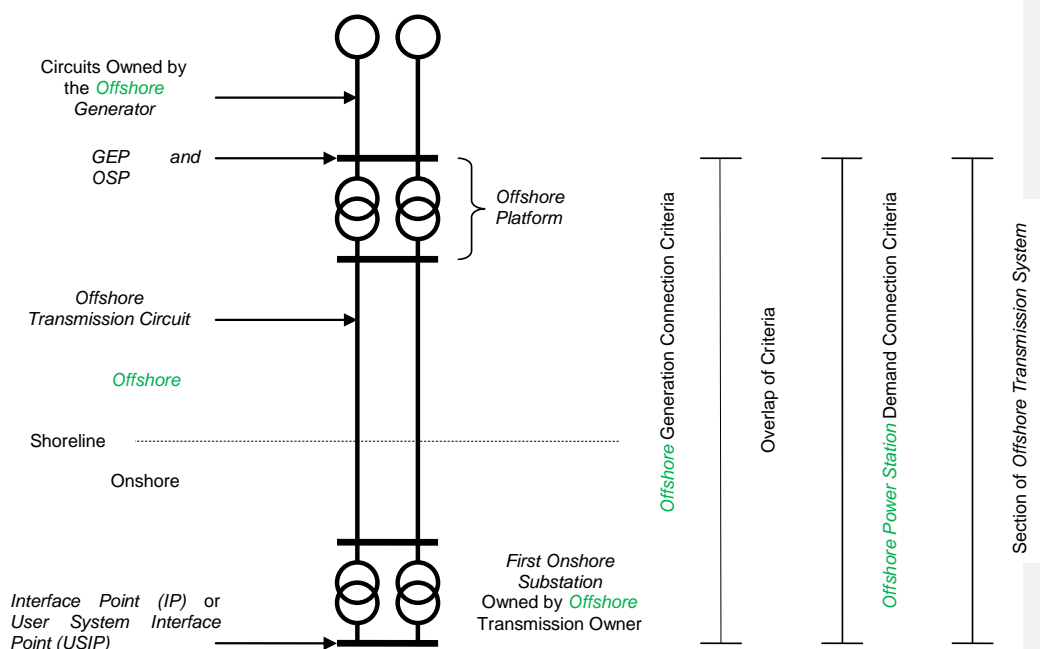 Circuits Owned by
the Offshore
Generator
GEP and
OSP
Offshore
Platform
Offshore
Transmission Circuit
Offshore
Shoreline
Onshore
First Onshore
Substation
Owned by Offshore
Transmission Owner
Interface Point (IP) or
User System Interface
Point (USIP)
Offshore Generation Connection Criteria
Overlap of Criteria
Offshore Power Station Demand Connection Criteria
Section of Offshore Transmission System